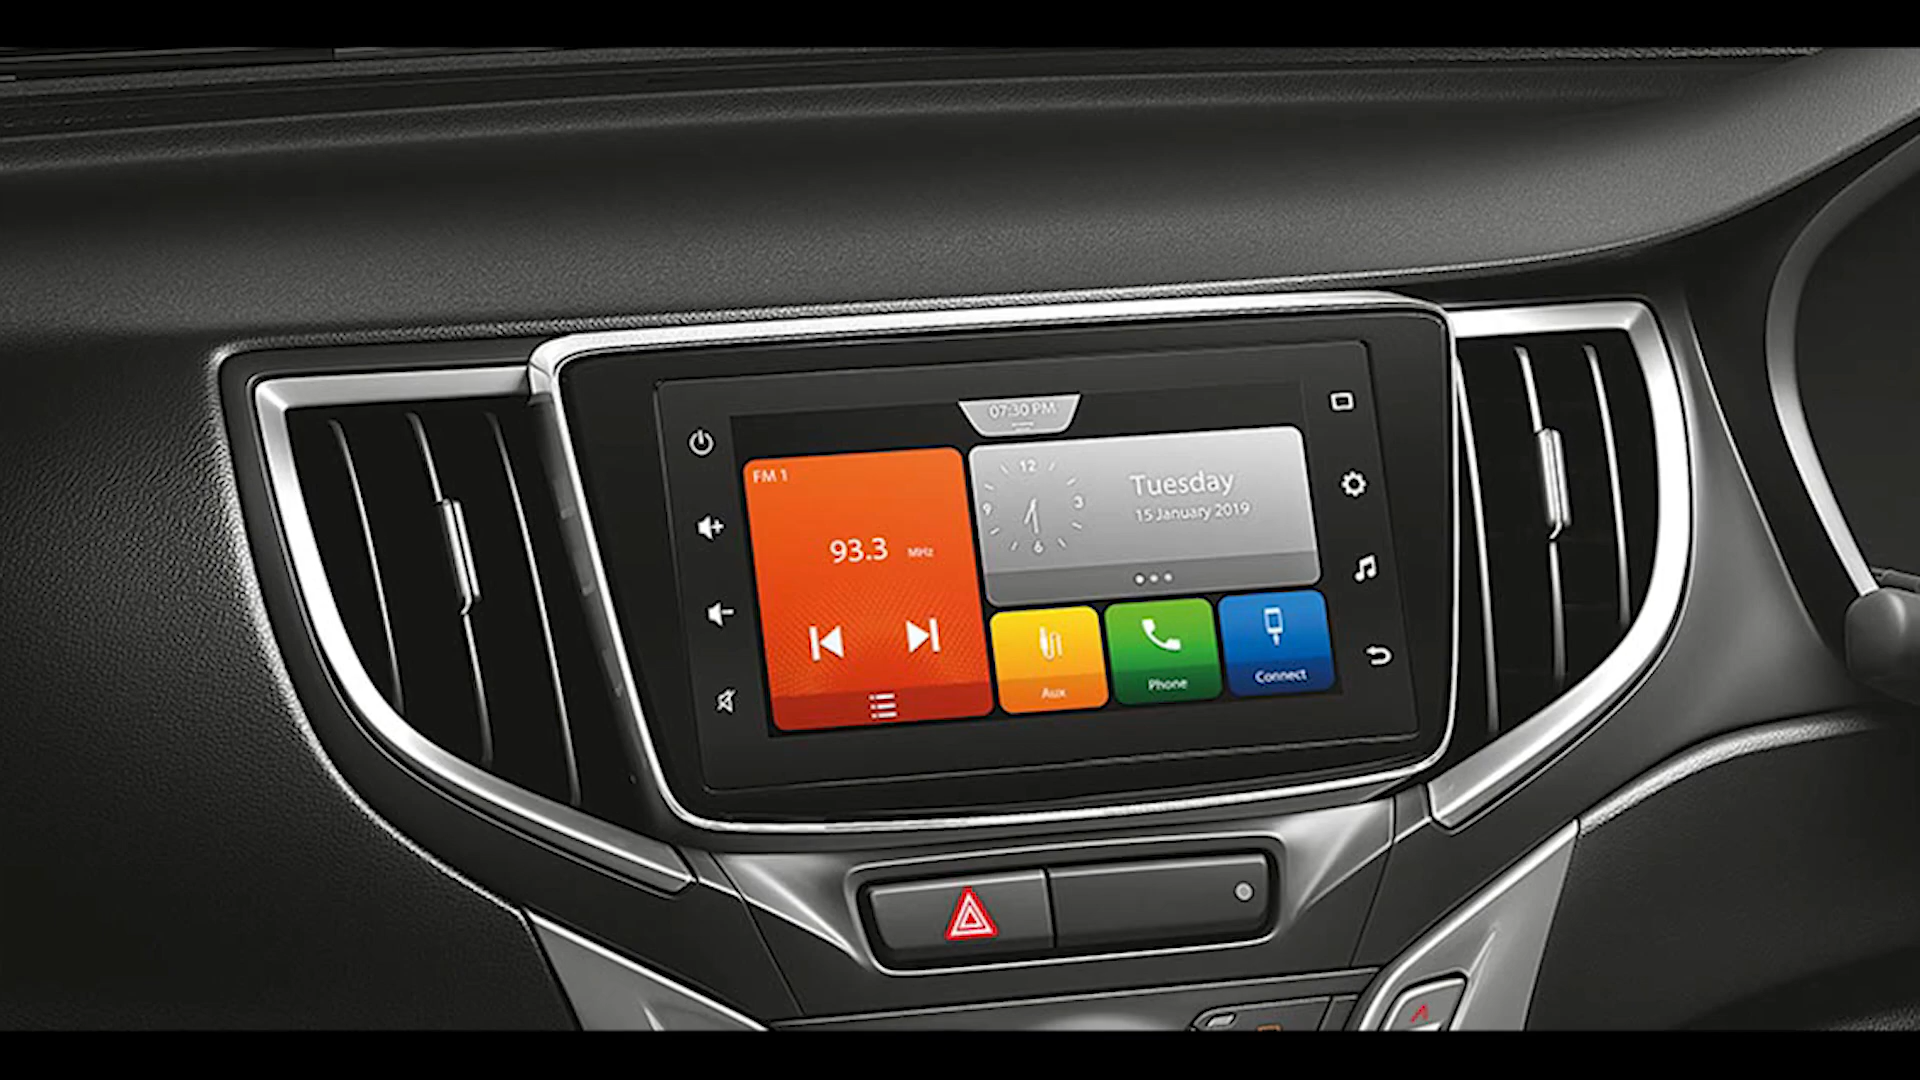 07:30 PM
FM 1
93.3 MHz
12
9
3
6
Tuesday
15 January 2019
Aux
Phone
Connect